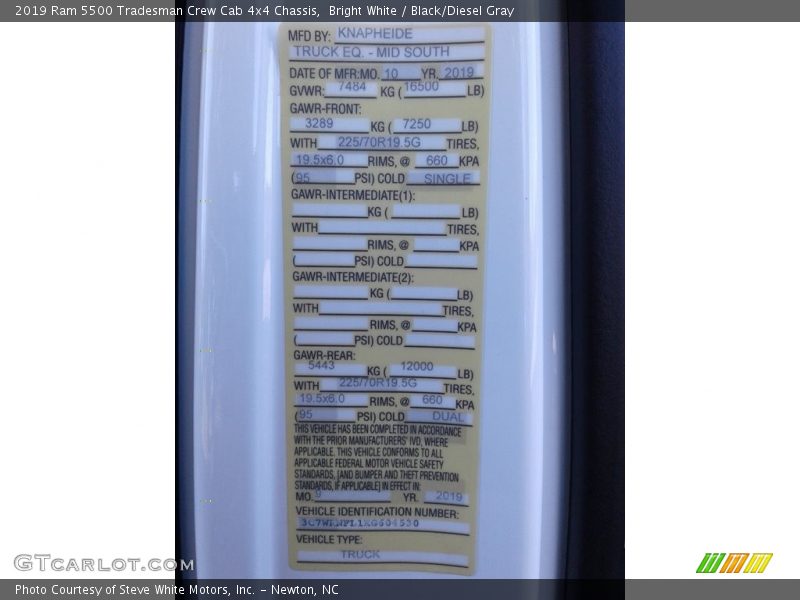 2019 Ram 5500 Tradesman Crew Cab 4x4 Chassis, Bright White / Black/Diesel Gray
MFD BY: KNAPHEIDE
TRUCK EQ. - MID SOUTH
DATE OF MFR:MO. 10 YR. 2019
GVWR: 7484 KG ( 16500 LB)
GAWR-FRONT:
3289 KG ( 7250 LB)
WITH 225/70R19.5G TIRES,
19.5x6.0 RIMS, @ 660 KPA
( 95 PSI) COLD SINGLE
GAWR-INTERMEDIATE(1):
KG ( LB)
WITH TIRES,
RIMS, @ KPA
( PSI) COLD
GAWR-INTERMEDIATE(2):
KG ( LB)
WITH TIRES,
RIMS, @ KPA
( PSI) COLD
GAWR-REAR:
5443 KG ( 12000 LB)
WITH 225/70R19.5G TIRES,
19.5x6.0 RIMS, @ 660 KPA
( 95 PSI) COLD DUAL
THIS VEHICLE HAS BEEN COMPLETED IN ACCORDANCE
WITH THE PRIOR MANUFACTURERS' IVD, WHERE
APPLICABLE. THIS VEHICLE CONFORMS TO ALL
APPLICABLE FEDERAL MOTOR VEHICLE SAFETY
STANDARDS, [AND BUMPER AND THEFT PREVENTION
STANDARDS, IF APPLICABLE] IN EFFECT IN:
MO. 9 YR. 2019
VEHICLE IDENTIFICATION NUMBER:
VEHICLE TYPE:
TRUCK
GTCARLOT.COM
Photo Courtesy of Steve White Motors, Inc. – Newton, NC